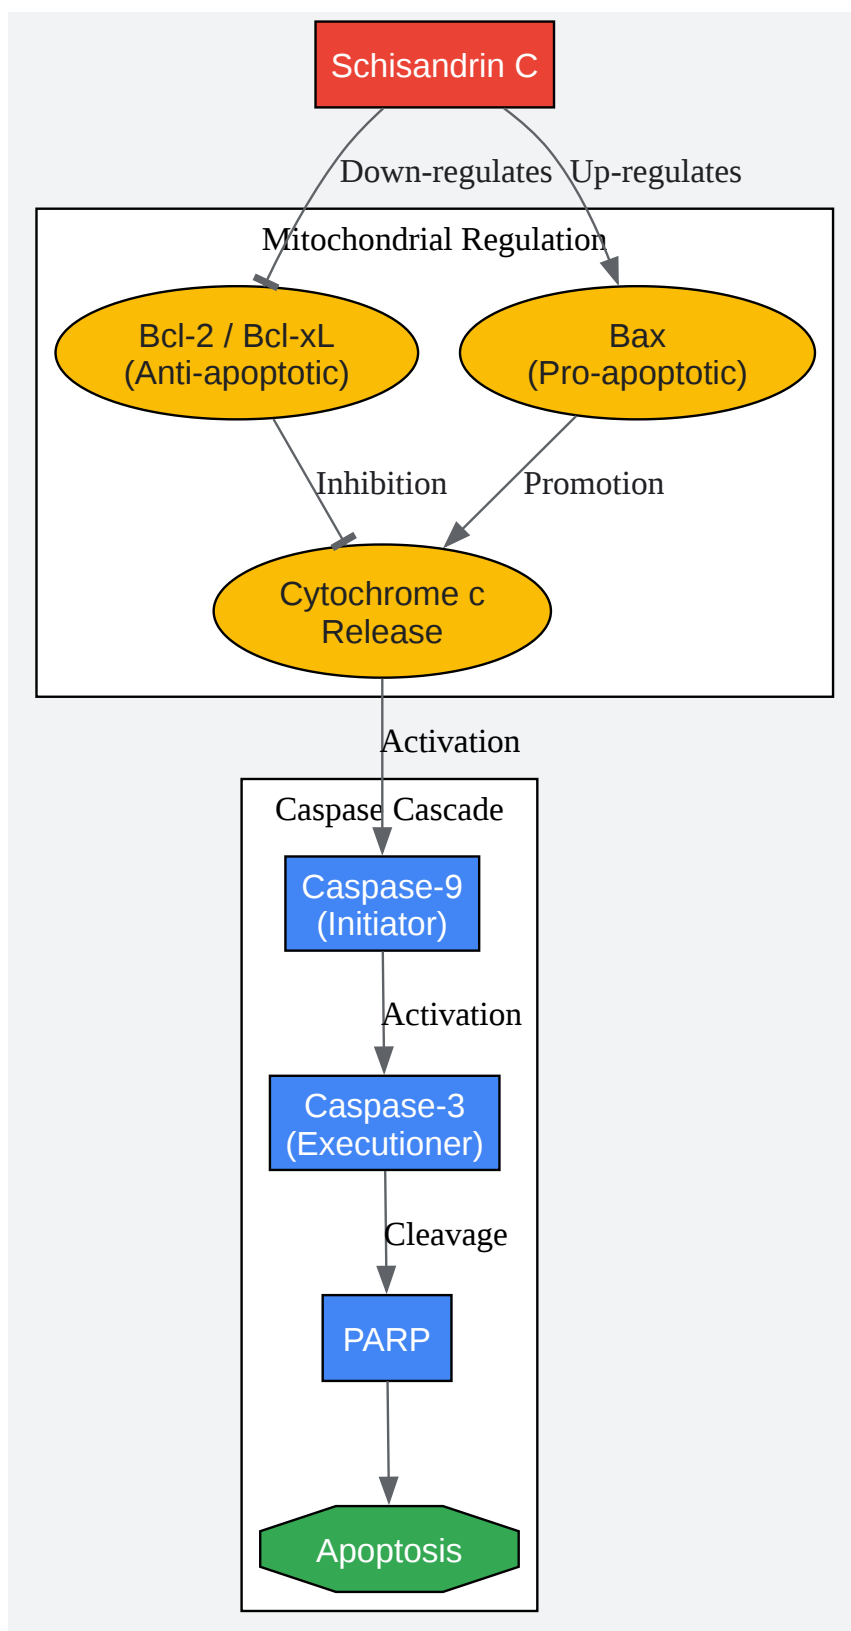 Schisandrin C
Down-regulates
Up-regulates
Mitochondrial Regulation
Bcl-2 / Bcl-xL
(Anti-apoptotic)
Bax
(Pro-apoptotic)
Inhibition
Promotion
Cytochrome c
Release
Activation
Caspase Cascade
Caspase-9
(Initiator)
Activation
Caspase-3
(Executioner)
Cleavage
PARP
Apoptosis